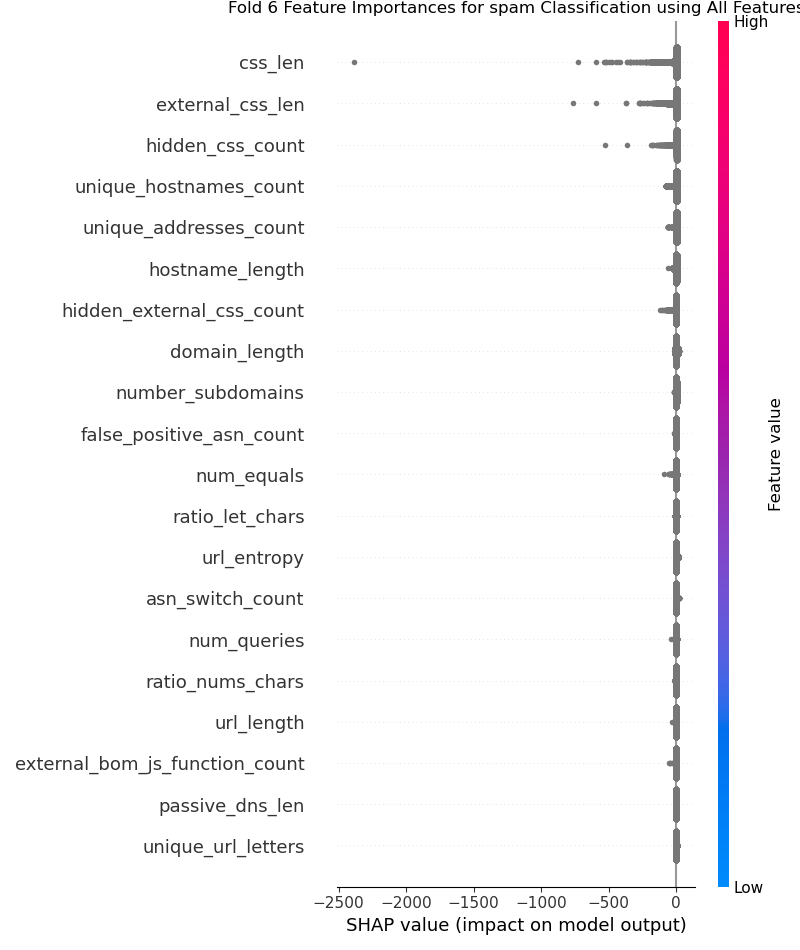 Fold 6 Feature Importances for spam Classification using All Features
High
css_len
external_css_len
hidden_css_count
unique_hostnames_count
unique_addresses_count
hostname_length
hidden_external_css_count
domain_length
number_subdomains
false_positive_asn_count
num_equals
ratio_let_chars
url_entropy
asn_switch_count
num_queries
ratio_nums_chars
url_length
external_bom_js_function_count
passive_dns_len
unique_url_letters
Feature value
Low
−2500 −2000 −1500 −1000 −500 0
SHAP value (impact on model output)